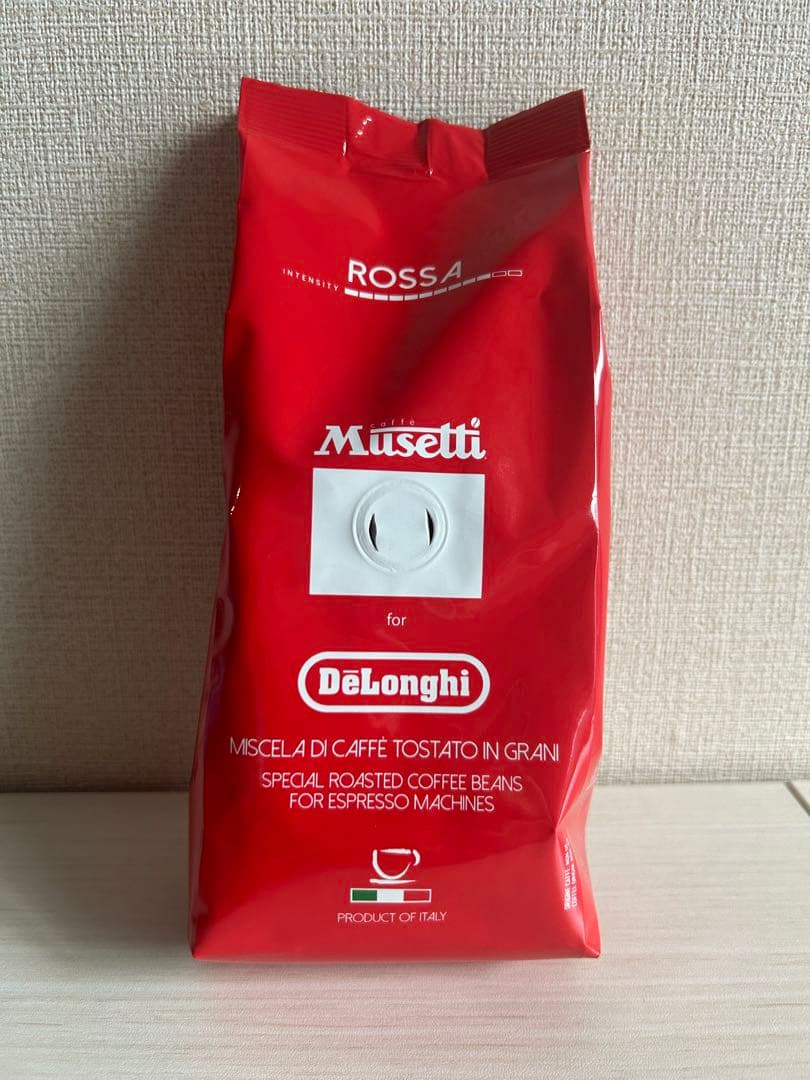 ROSSA
INTENSITY
caffè
Musetti
for
DeLonghi
MISCELA DI CAFFÈ TOSTATO IN GRANI
SPECIAL ROASTED COFFEE BEANS
FOR ESPRESSO MACHINES
PRODUCT OF ITALY